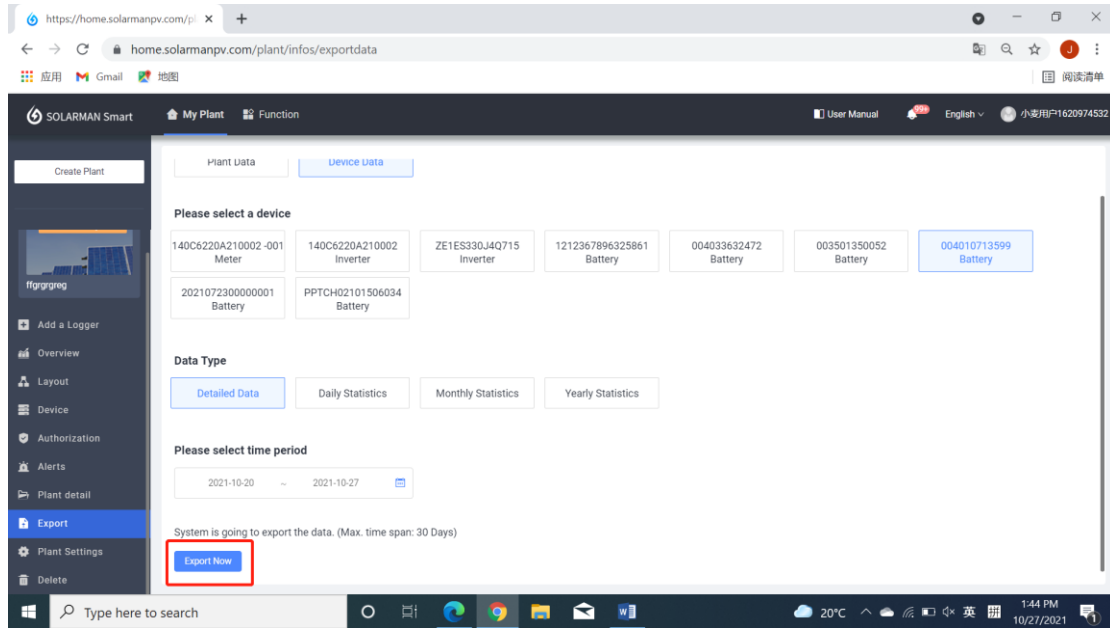 https://home.solarmanpv.com/pl
home.solarmanpv.com/plant/infos/exportdata
J
应用 Gmail 地图 阅读清单
SOLARMAN Smart My Plant Function User Manual 99+ English 小麦用户1620974532
Create Plant
Plant Data Device Data
Please select a device
140C6220A210002 -001 140C6220A210002 ZE1ES330J4Q715 1212367896325861 004033632472 003501350052 004010713599
Meter Inverter Inverter Battery Battery Battery Battery
ffgrgrgreg
2021072300000001 PPTCH02101506034
Battery Battery
Add a Logger
Overview
Data Type
Layout
Detailed Data Daily Statistics Monthly Statistics Yearly Statistics
Device
Authorization
Please select time period
Alerts
2021-10-20 ~ 2021-10-27
Plant detail
Export
System is going to export the data. (Max. time span: 30 Days)
Plant Settings
Export Now
Delete
Type here to search
20°C 英 拼 1:44 PM
10/27/2021
1